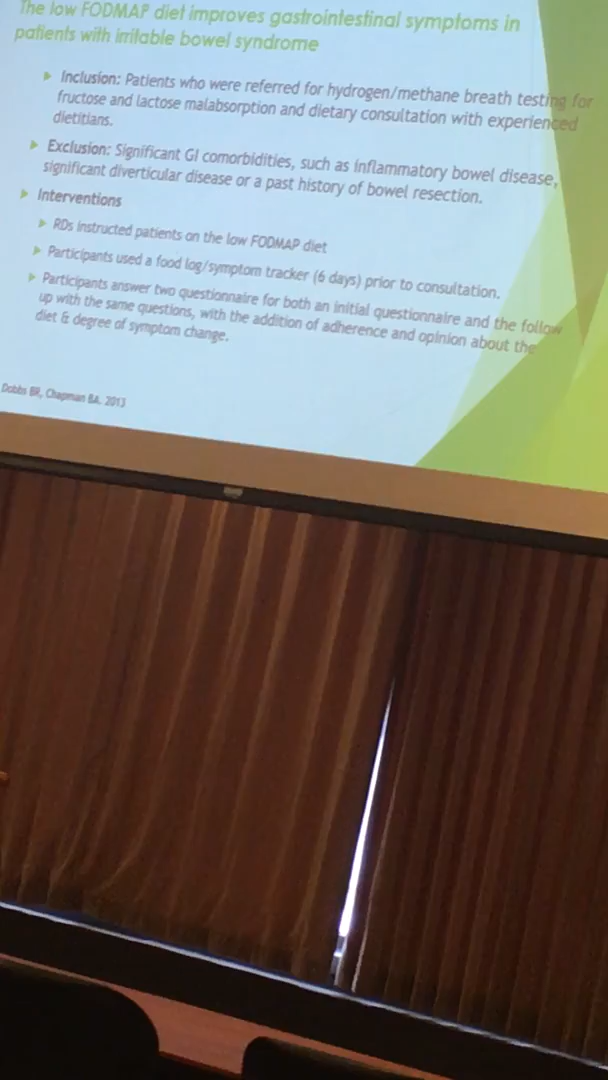 The low FODMAP diet improves gastrointestinal symptoms in
patients with irritable bowel syndrome
Inclusion: Patients who were referred for hydrogen/methane breath testing for
fructose and lactose malabsorption and dietary consultation with experienced
dietitians.
Exclusion: Significant GI comorbidities, such as inflammatory bowel disease,
significant diverticular disease or a past history of bowel resection.
Interventions
RDs instructed patients on the low FODMAP diet
Participants used a food log/symptom tracker (6 days) prior to consultation.
Participants answer two questionnaire for both an initial questionnaire and the follow
up with the same questions, with the addition of adherence and opinion about the
diet & degree of symptom change.
Dobbs BR, Chapman BA. 2013